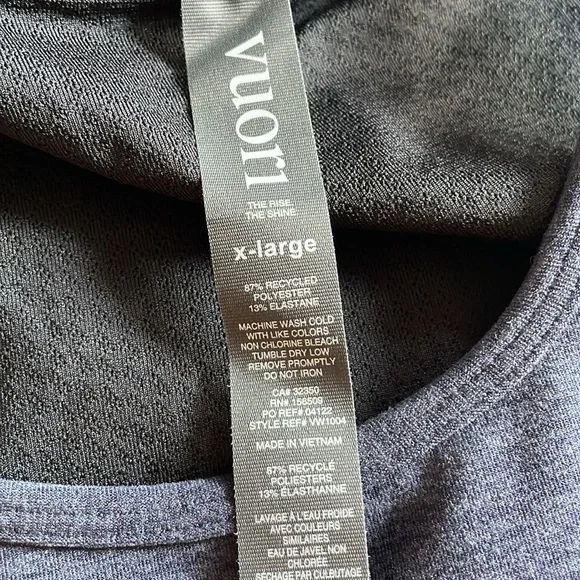 vuori
THE RISE
THE SHINE
x-large
87% RECYCLED
POLYESTER
13% ELASTANE
MACHINE WASH COLD
WITH LIKE COLORS
NON CHLORINE BLEACH
TUMBLE DRY LOW
REMOVE PROMPTLY
DO NOT IRON
CA# 32350
RN# 156509
PO REF# 04122
STYLE REF# VW1004
MADE IN VIETNAM
87% RECYCLÉ
POLIESTERS
13% ÉLASTHANNE
LAVAGE À L'EAU FROIDE
AVEC COULEURS
SIMILAIRES
EAU DE JAVEL NON
CHLORÉE
SÉCHAGE PAR CULBUTAGE